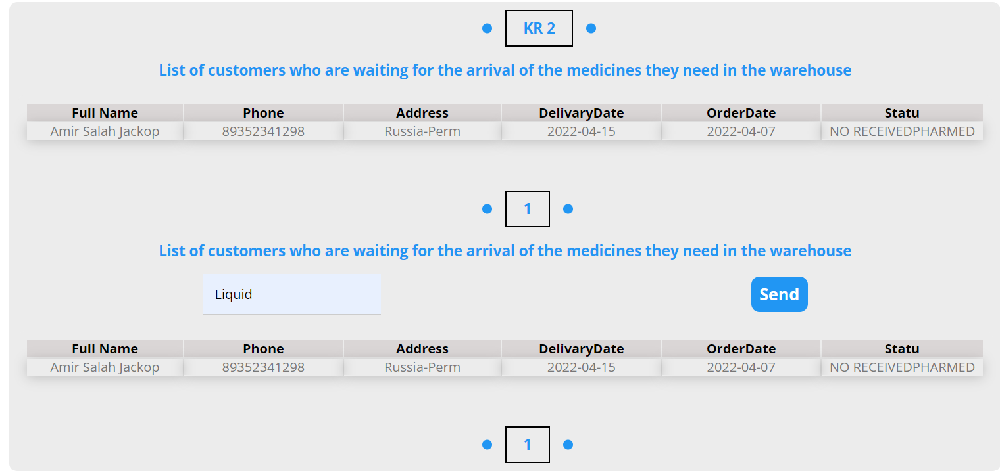 KR 2
List of customers who are waiting for the arrival of the medicines they need in the warehouse
Full Name Phone Address DelivaryDate OrderDate Statu
Amir Salah Jackop 89352341298 Russia-Perm 2022-04-15 2022-04-07 NO RECEIVEDPHARMED
1
List of customers who are waiting for the arrival of the medicines they need in the warehouse
Liquid Send
Full Name Phone Address DelivaryDate OrderDate Statu
Amir Salah Jackop 89352341298 Russia-Perm 2022-04-15 2022-04-07 NO RECEIVEDPHARMED
1